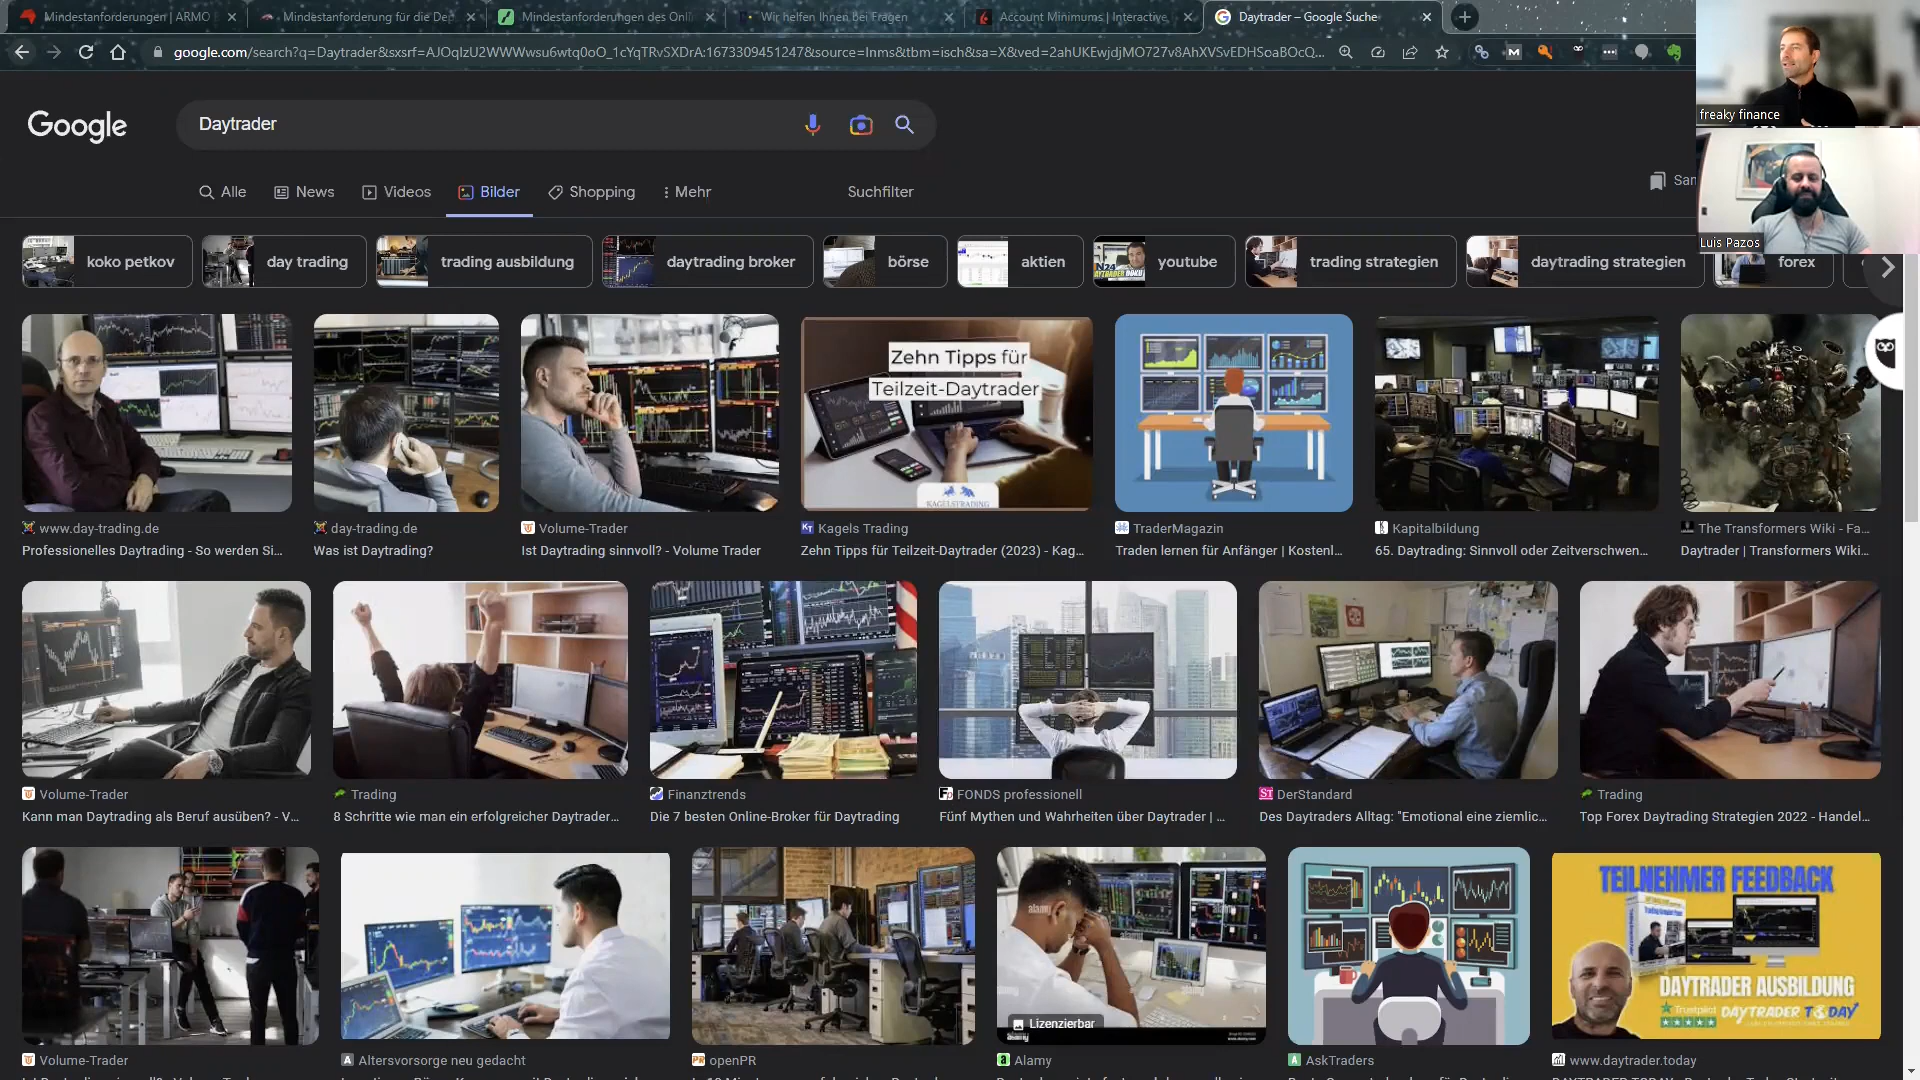 Mindestanforderungen | ARMO
Mindestanforderung für die Dep
Mindestanforderungen des Onli
Wir helfen Ihnen bei Fragen
Account Minimums | Interactive
Daytrader – Google Suche
google.com/search?q=Daytrader&sxsrf=AJOqlzU2WWWwsu6wtq0oO_1cYqTRvSXDrA:1673309451247&source=lnms&tbm=isch&sa=X&ved=2ahUKEwjdjMO727v8AhXVSvEDHSoaBOcQ...
freaky finance
Google
Daytrader
Alle
News
Videos
Bilder
Shopping
Mehr
Suchfilter
San
Luis Pazos
koko petkov
day trading
trading ausbildung
daytrading broker
börse
aktien
youtube
trading strategien
daytrading strategien
forex
Zehn Tipps für
Teilzeit-Daytrader
KAGELSTRADING
www.day-trading.de
Professionelles Daytrading - So werden Si...
day-trading.de
Was ist Daytrading?
Volume-Trader
Ist Daytrading sinnvoll? - Volume Trader
Kagels Trading
Zehn Tipps für Teilzeit-Daytrader (2023) - Kag...
TraderMagazin
Traden lernen für Anfänger | Kostenl...
Kapitalbildung
65. Daytrading: Sinnvoll oder Zeitverschwen...
The Transformers Wiki - Fa...
Daytrader | Transformers Wiki...
Volume-Trader
Kann man Daytrading als Beruf ausüben? - V...
Trading
8 Schritte wie man ein erfolgreicher Daytrader...
Finanztrends
Die 7 besten Online-Broker für Daytrading
FONDS professionell
Fünf Mythen und Wahrheiten über Daytrader | ...
DerStandard
Des Daytraders Alltag: "Emotional eine ziemlic...
Trading
Top Forex Daytrading Strategien 2022 - Handel...
alamy
Lizenzierbar
TEILNEHMER FEEDBACK
DAYTRADER AUSBILDUNG
Trustpilot
DAYTRADER TODAY
Volume-Trader
Altersvorsorge neu gedacht
openPR
Alamy
AskTraders
www.daytrader.today